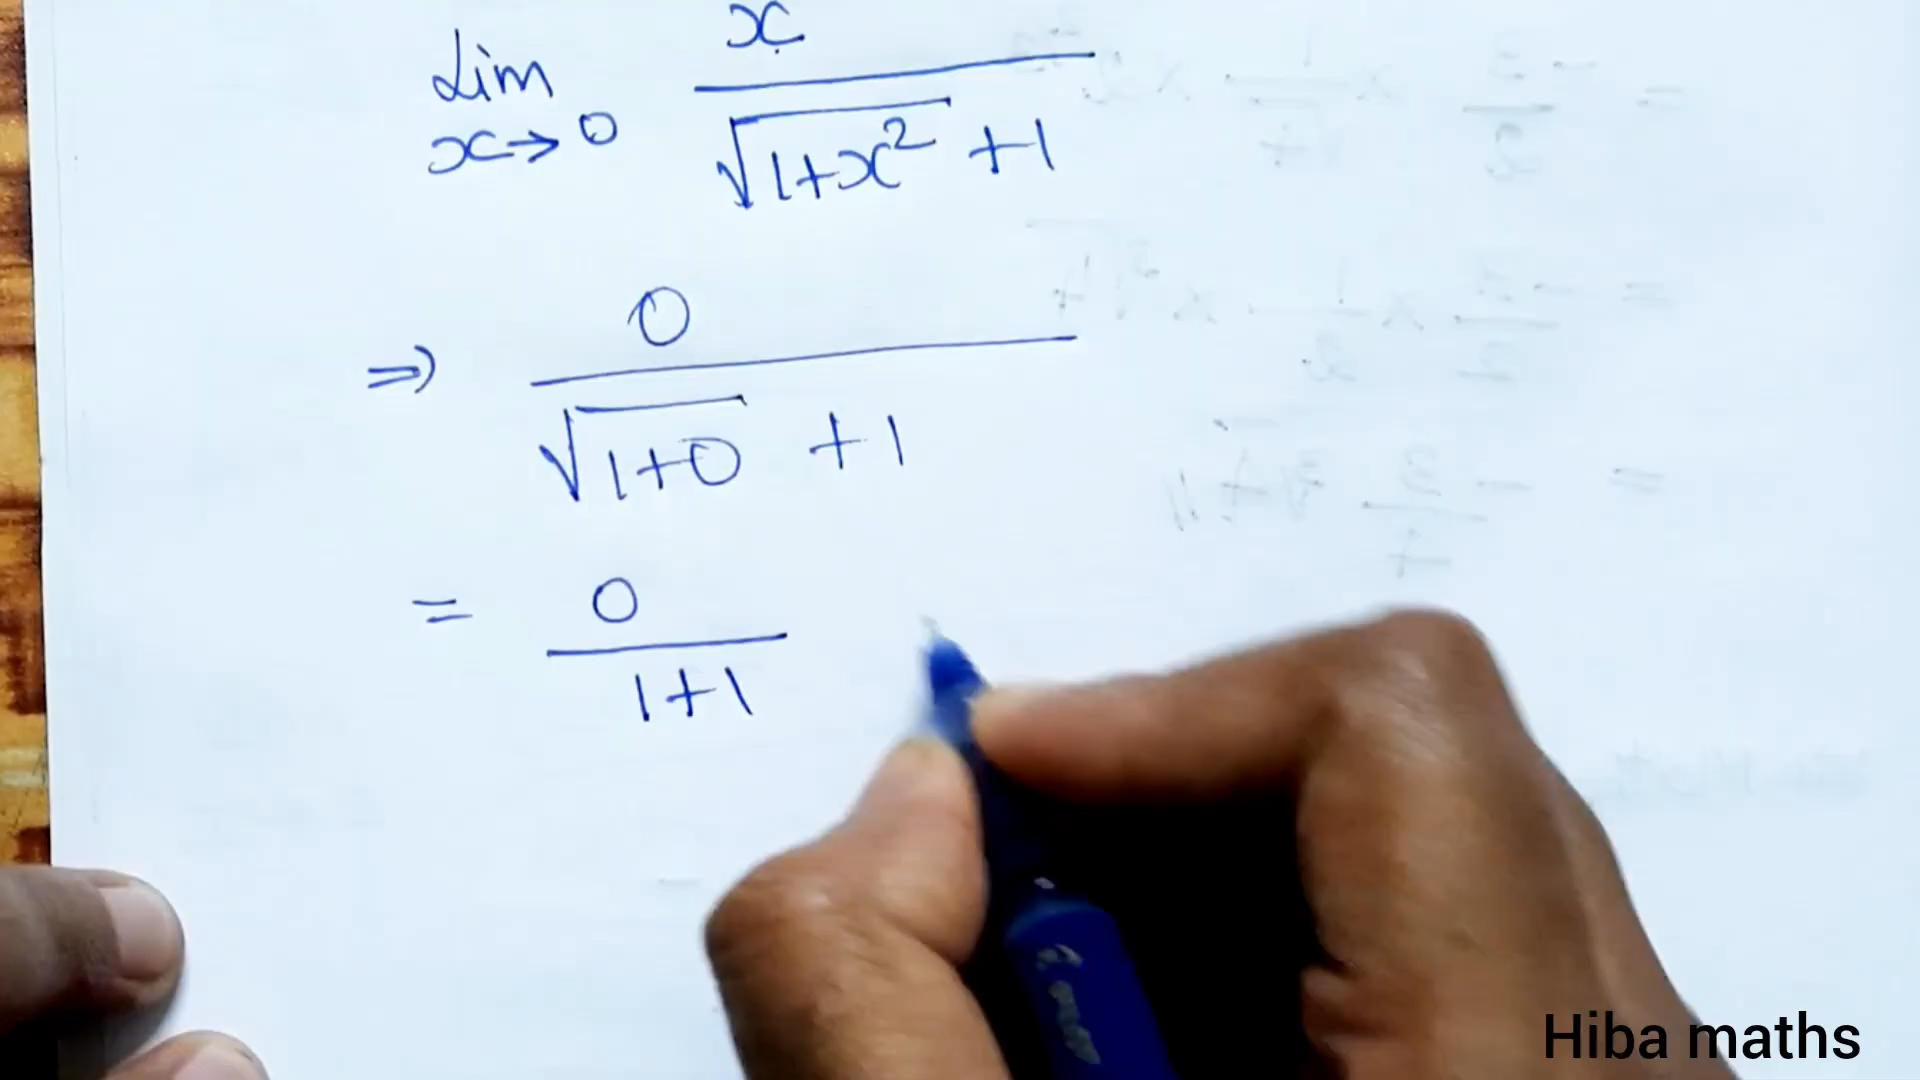 Lim x
x→0 √1+x² +1
⇒ 0
√1+0 +1
= 0
1+1
Hiba maths